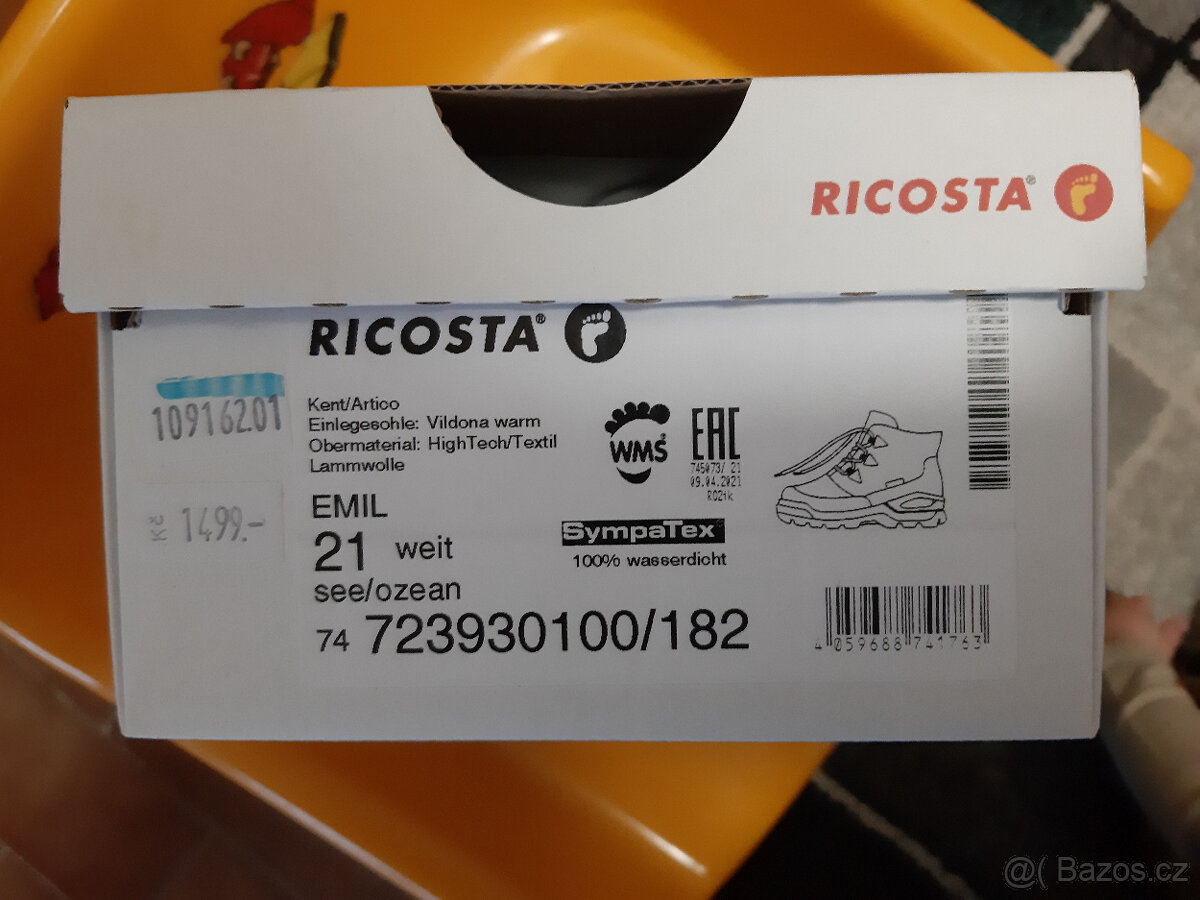 RICOSTA®
RICOSTA®
10916201
Kč 1499.-
Kent/Artico
Einlegesohle: Vildona warm
Obermaterial: HighTech/Textil
Lammwolle
EMIL
21 weit
see/ozean
74 723930100/182
WMS
EAC
745073/ 21
09.04.2021
SympaTex®
100% wasserdicht
4 059688 741763
@( Bazos.cz